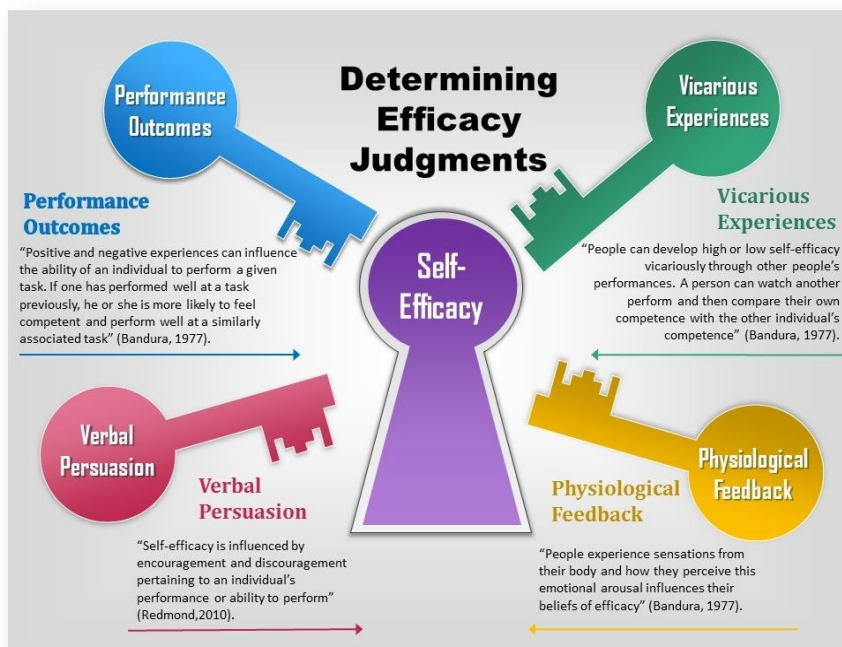 Determining
Efficacy
Judgments
Performance
Outcomes
Performance
Outcomes
“Positive and negative experiences can influence
the ability of an individual to perform a given
task. If one has performed well at a task
previously, he or she is more likely to feel
competent and perform well at a similarly
associated task” (Bandura, 1977).
Vicarious
Experiences
Vicarious
Experiences
“People can develop high or low self-efficacy
vicariously through other people’s
performances. A person can watch another
perform and then compare their own
competence with the other individual’s
competence” (Bandura, 1977).
Self-
Efficacy
Verbal
Persuasion
Verbal
Persuasion
“Self-efficacy is influenced by
encouragement and discouragement
pertaining to an individual’s
performance or ability to perform”
(Redmond,2010).
Physiological
Feedback
Physiological
Feedback
“People experience sensations from
their body and how they perceive this
emotional arousal influences their
beliefs of efficacy” (Bandura, 1977).